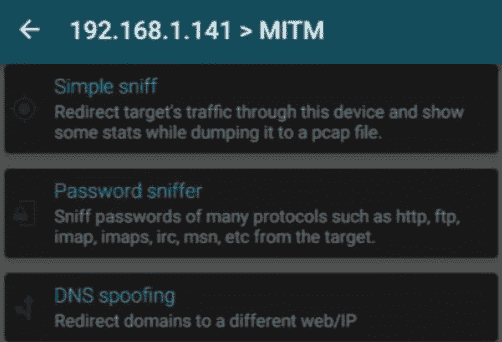 192.168.1.141 > MITM
Simple sniff
Redirect target's traffic through this device and show
some stats while dumping it to a pcap file.
Password sniffer
Sniff passwords of many protocols such as http, ftp,
imap, imaps, irc, msn, etc from the target.
DNS spoofing
Redirect domains to a different web/IP